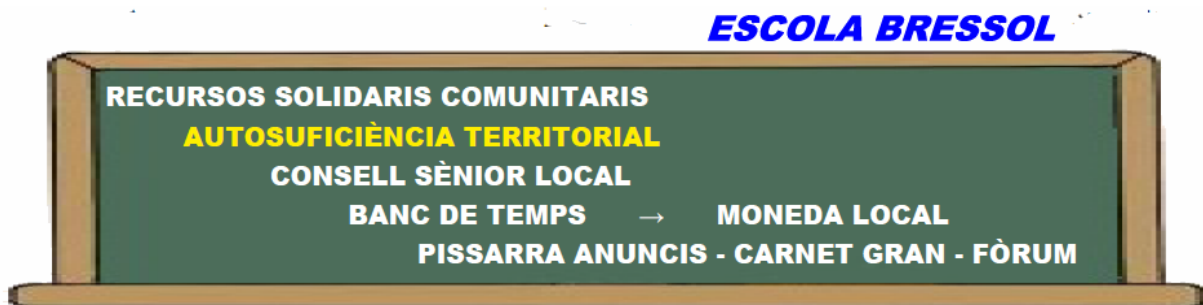 ESCOLA BRESSOL
RECURSOS SOLIDARIS COMUNITARIS
AUTOSUFICIÈNCIA TERRITORIAL
CONSELL SÈNIOR LOCAL
BANC DE TEMPS → MONEDA LOCAL
PISSARRA ANUNCIS - CARNET GRAN - FÒRUM